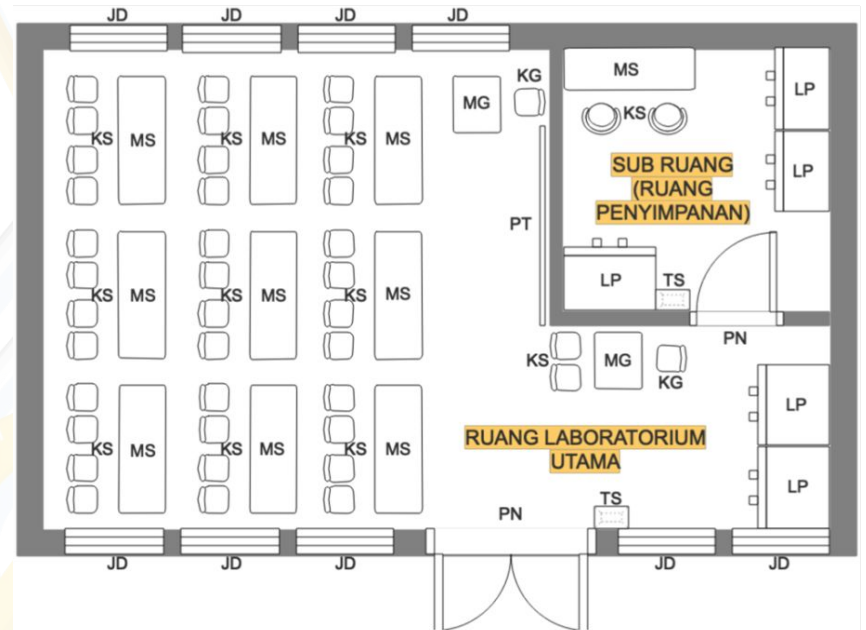 JD JD JD JD
KG
MG
MS
LP
KS MS KS MS KS MS
KS
SUB RUANG
(RUANG
PENYIMPANAN)
LP
PT
LP
TS
KS MS KS MS KS MS
PN
KS
MG
KG
LP
RUANG LABORATORIUM
UTAMA
KS MS KS MS KS MS
LP
TS
PN
JD JD JD JD JD